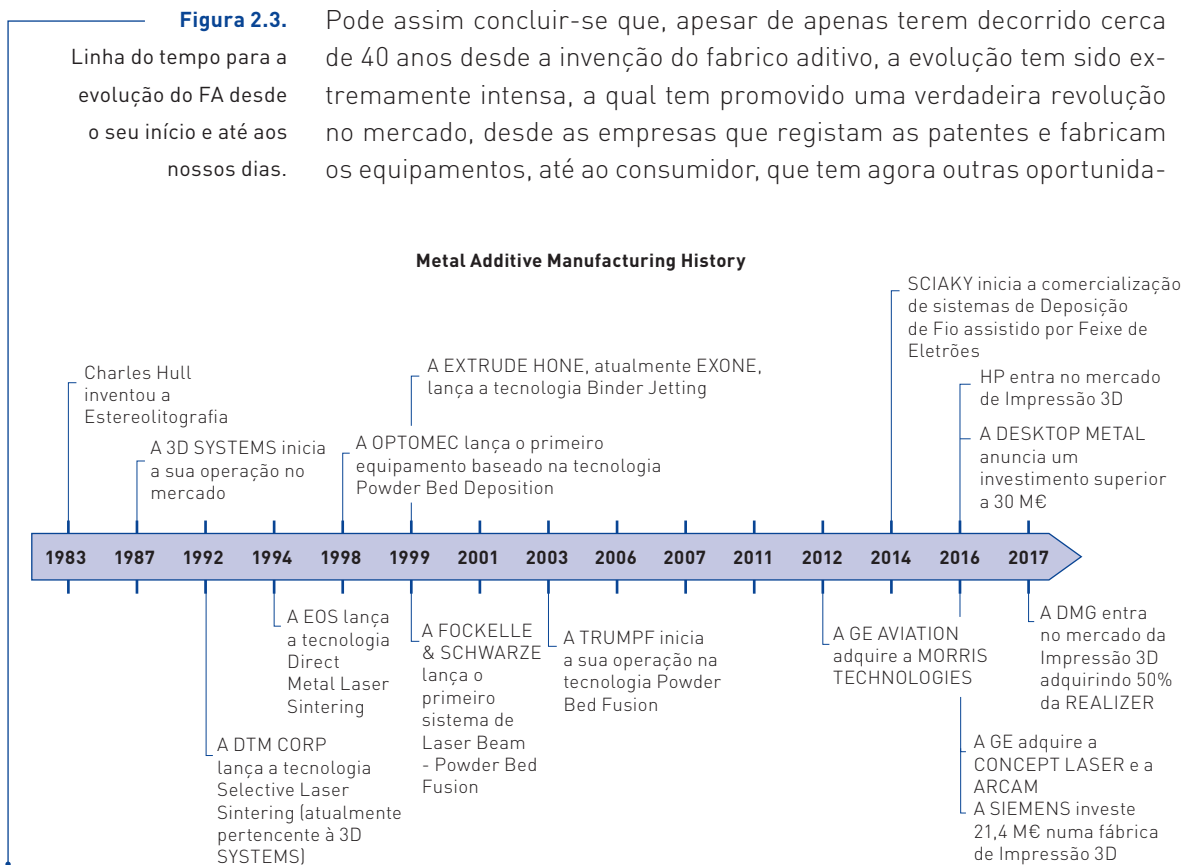 Figura 2.3.
Linha do tempo para a
evolução do FA desde
o seu início e até aos
nossos dias.
Pode assim concluir-se que, apesar de apenas terem decorrido cerca
de 40 anos desde a invenção do fabrico aditivo, a evolução tem sido ex-
tremamente intensa, a qual tem promovido uma verdadeira revolução
no mercado, desde as empresas que registam as patentes e fabricam
os equipamentos, até ao consumidor, que tem agora outras oportunida-
Metal Additive Manufacturing History
Charles Hull
inventou a
Estereolitografia
A 3D SYSTEMS inicia
a sua operação no
mercado
A EXTRUDE HONE, atualmente EXONE,
lança a tecnologia Binder Jetting
A OPTOMEC lança o primeiro
equipamento baseado na tecnologia
Powder Bed Deposition
SCIAKY inicia a comercialização
de sistemas de Deposição
de Fio assistido por Feixe de
Eletrões
HP entra no mercado
de Impressão 3D
A DESKTOP METAL
anuncia um
investimento superior
a 30 M€
1983 1987 1992 1994 1998 1999 2001 2003 2006 2007 2011 2012 2014 2016 2017
A DTM CORP
lança a tecnologia
Selective Laser
Sintering (atualmente
pertencente à 3D
SYSTEMS)
A EOS lança
a tecnologia
Direct
Metal Laser
Sintering
A FOCKELLE
& SCHWARZE
lança o
primeiro
sistema de
Laser Beam
- Powder Bed
Fusion
A TRUMPF inicia
a sua operação na
tecnologia Powder
Bed Fusion
A GE AVIATION
adquire a MORRIS
TECHNOLOGIES
A GE adquire a
CONCEPT LASER e a
ARCAM
A SIEMENS investe
21,4 M€ numa fábrica
de Impressão 3D
A DMG entra
no mercado da
Impressão 3D
adquirindo 50%
da REALIZER